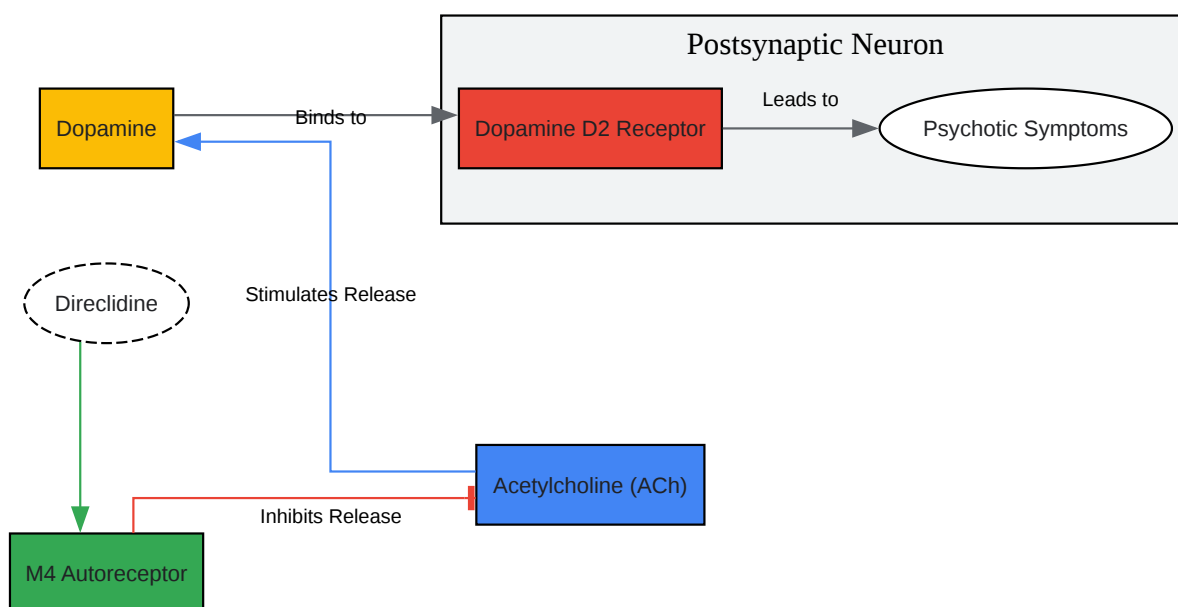 Postsynaptic Neuron
Dopamine
Binds to
Dopamine D2 Receptor
Leads to
Psychotic Symptoms
Direclidine
Stimulates Release
Acetylcholine (ACh)
Inhibits Release
M4 Autoreceptor